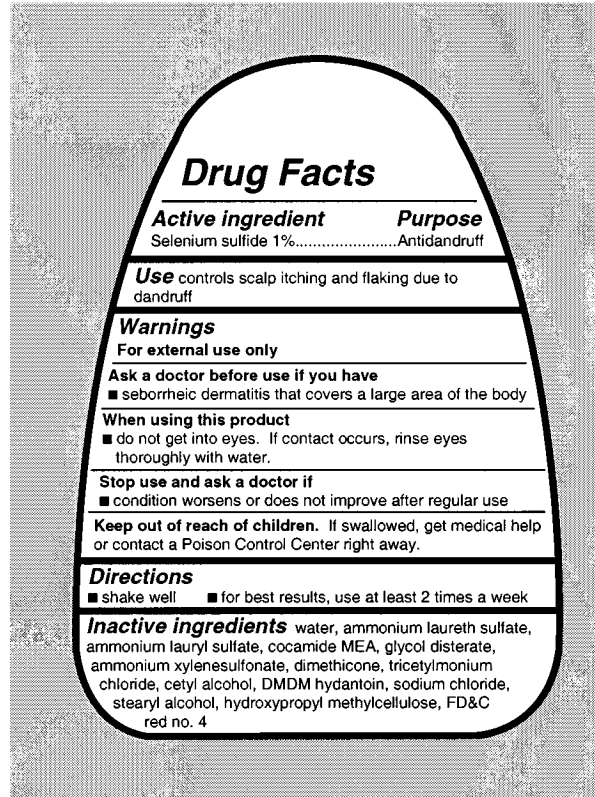 Drug Facts
Active ingredient Purpose
Selenium sulfide 1%.......................Antidandruff
Use controls scalp itching and flaking due to
dandruff
Warnings
For external use only
Ask a doctor before use if you have
■ seborrheic dermatitis that covers a large area of the body
When using this product
■ do not get into eyes. If contact occurs, rinse eyes
thoroughly with water.
Stop use and ask a doctor if
■ condition worsens or does not improve after regular use
Keep out of reach of children. If swallowed, get medical help
or contact a Poison Control Center right away.
Directions
■ shake well ■ for best results, use at least 2 times a week
Inactive ingredients water, ammonium laureth sulfate,
ammonium lauryl sulfate, cocamide MEA, glycol disterate,
ammonium xylenesulfonate, dimethicone, tricetylmonium
chloride, cetyl alcohol, DMDM hydantoin, sodium chloride,
stearyl alcohol, hydroxypropyl methylcellulose, FD&C
red no. 4